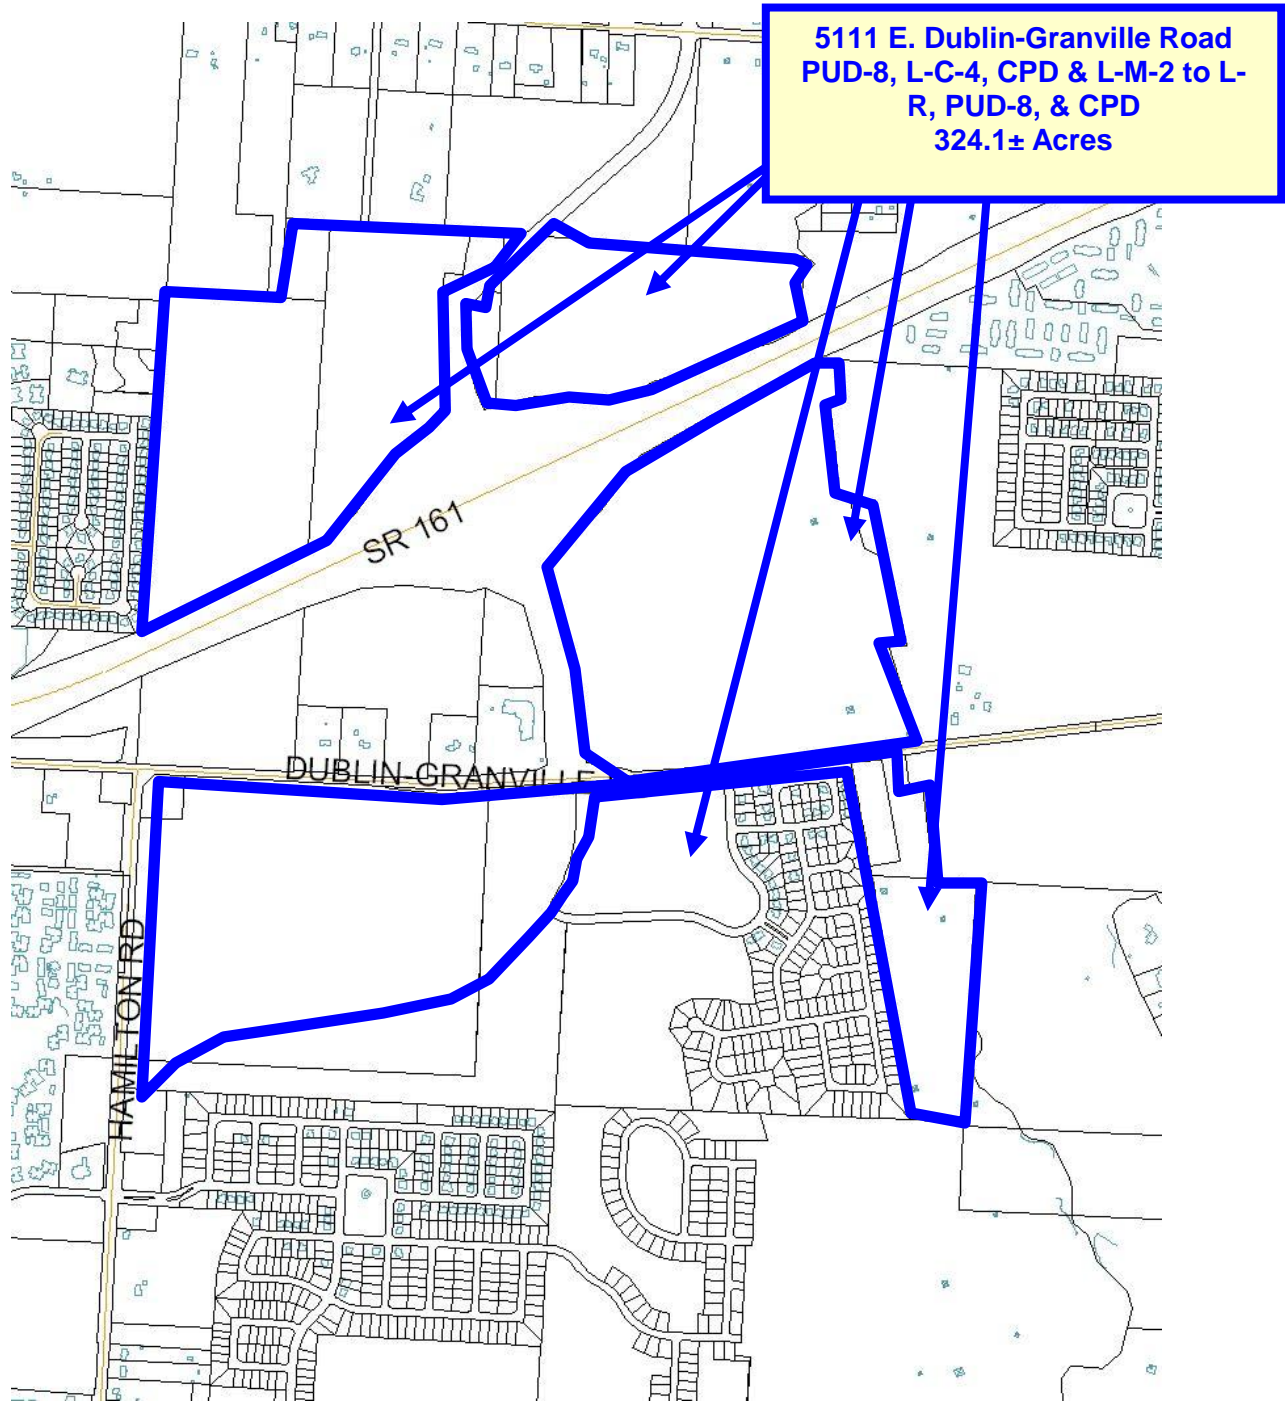 5111 E. Dublin-Granville Road
PUD-8, L-C-4, CPD & L-M-2 to L-
R, PUD-8, & CPD
324.1± Acres
SR 161
DUBLIN-GRANVILLE
HAMILTON RD